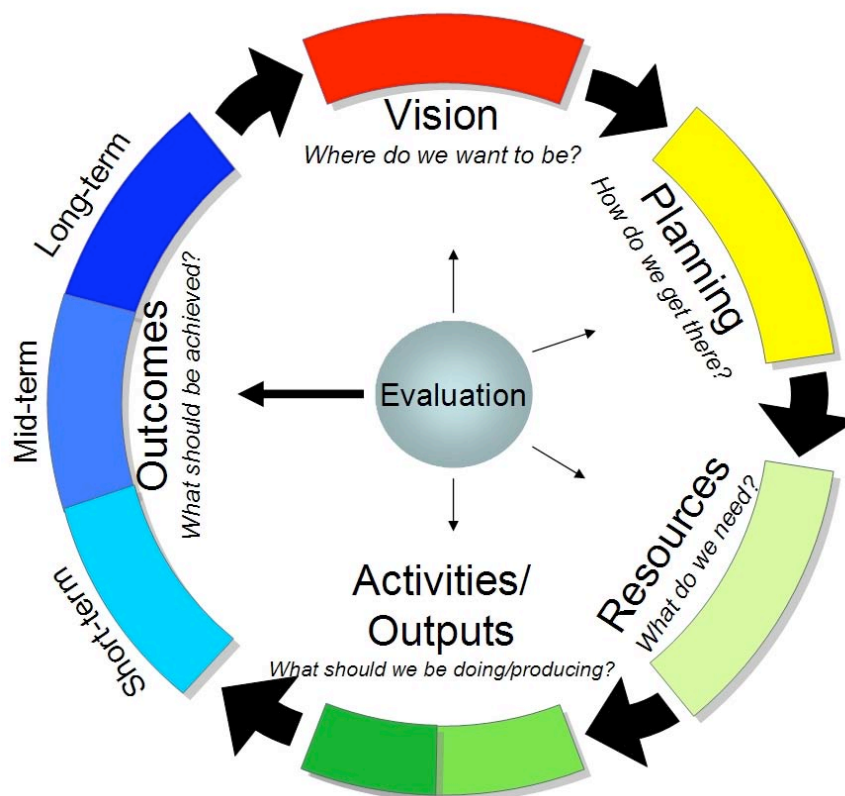 Vision
Where do we want to be?
Planning
How do we get there?
Resources
What do we need?
Activities/
Outputs
What should we be doing/producing?
Outcomes
What should be achieved?
Short-term
Mid-term
Long-term
Evaluation